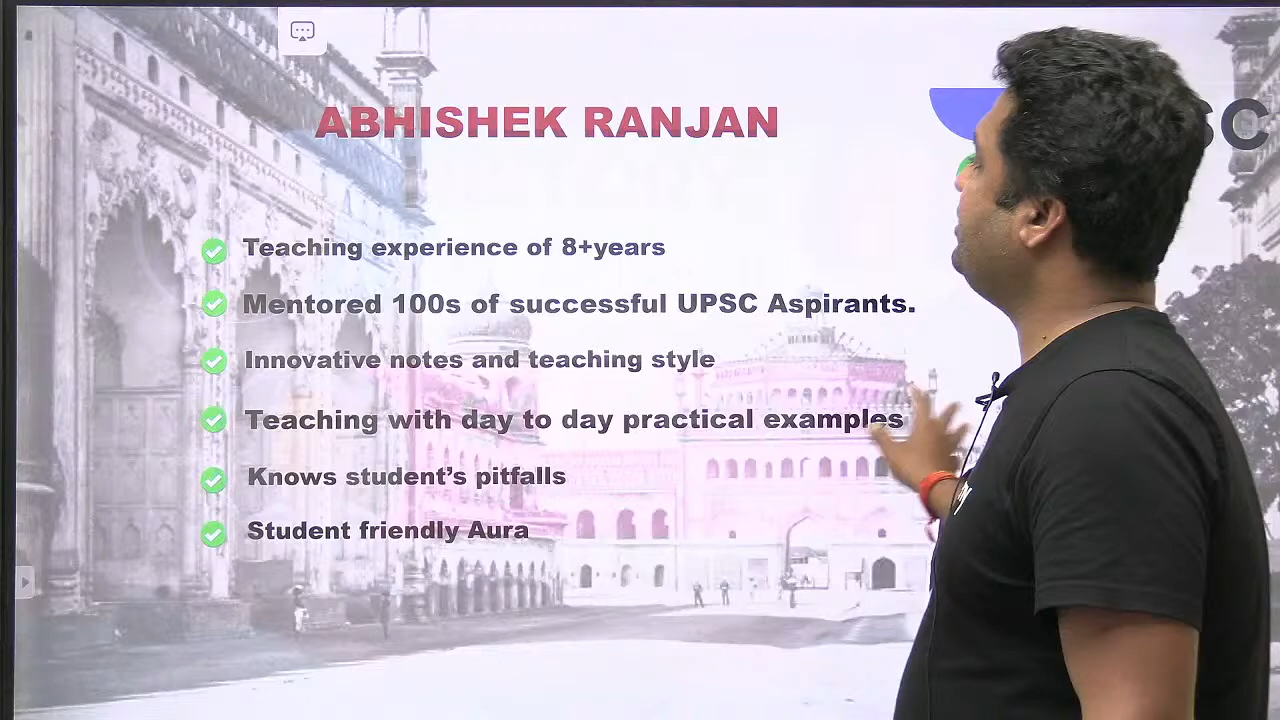 ABHISHEK RANJAN
SC
Teaching experience of 8+years
Mentored 100s of successful UPSC Aspirants.
Innovative notes and teaching style
Teaching with day to day practical examples
Knows student’s pitfalls
Student friendly Aura